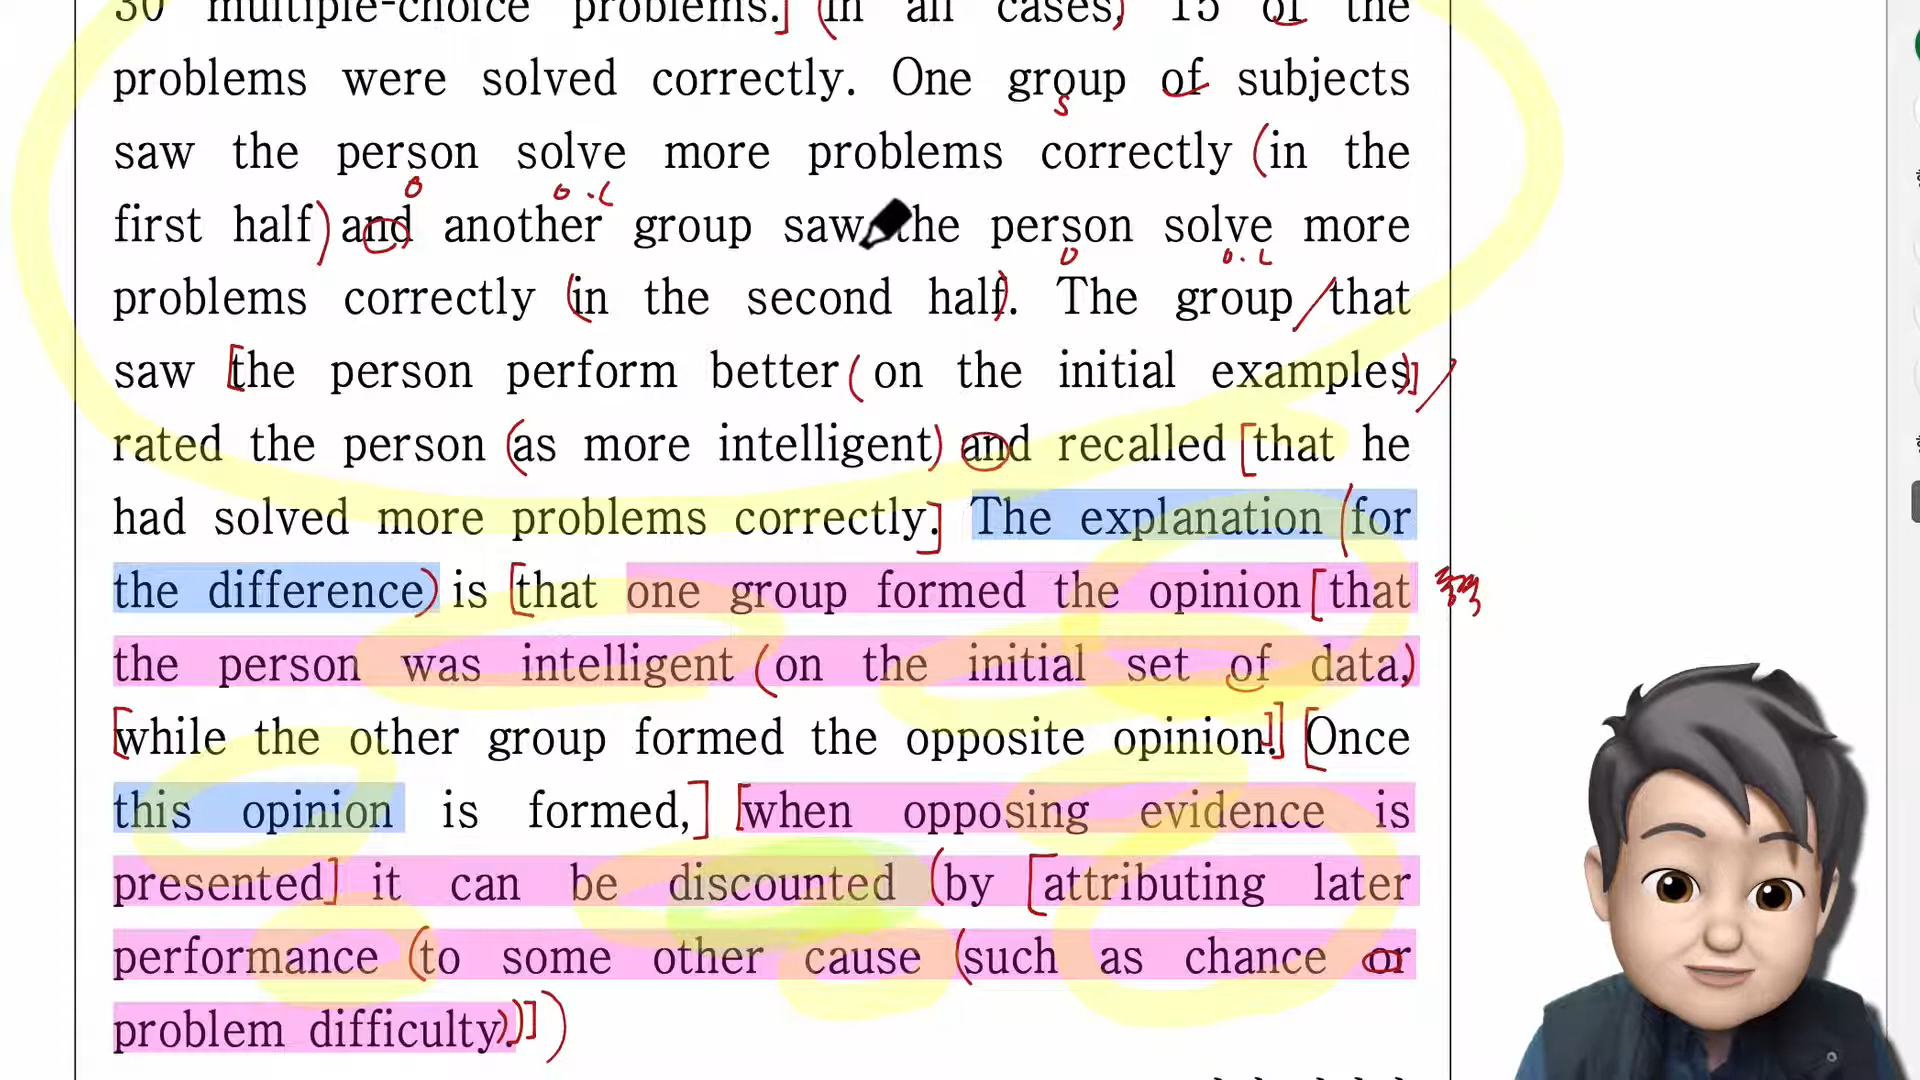 30 multiple-choice problems. In all cases, 15 of the
problems were solved correctly. One group of subjects
saw the person solve more problems correctly in the
first half and another group saw the person solve more
problems correctly in the second half. The group that
saw the person perform better on the initial examples
rated the person as more intelligent and recalled that he
had solved more problems correctly. The explanation for
the difference is that one group formed the opinion that
the person was intelligent on the initial set of data,
while the other group formed the opposite opinion. Once
this opinion is formed, when opposing evidence is
presented it can be discounted by attributing later
performance to some other cause such as chance or
problem difficulty.